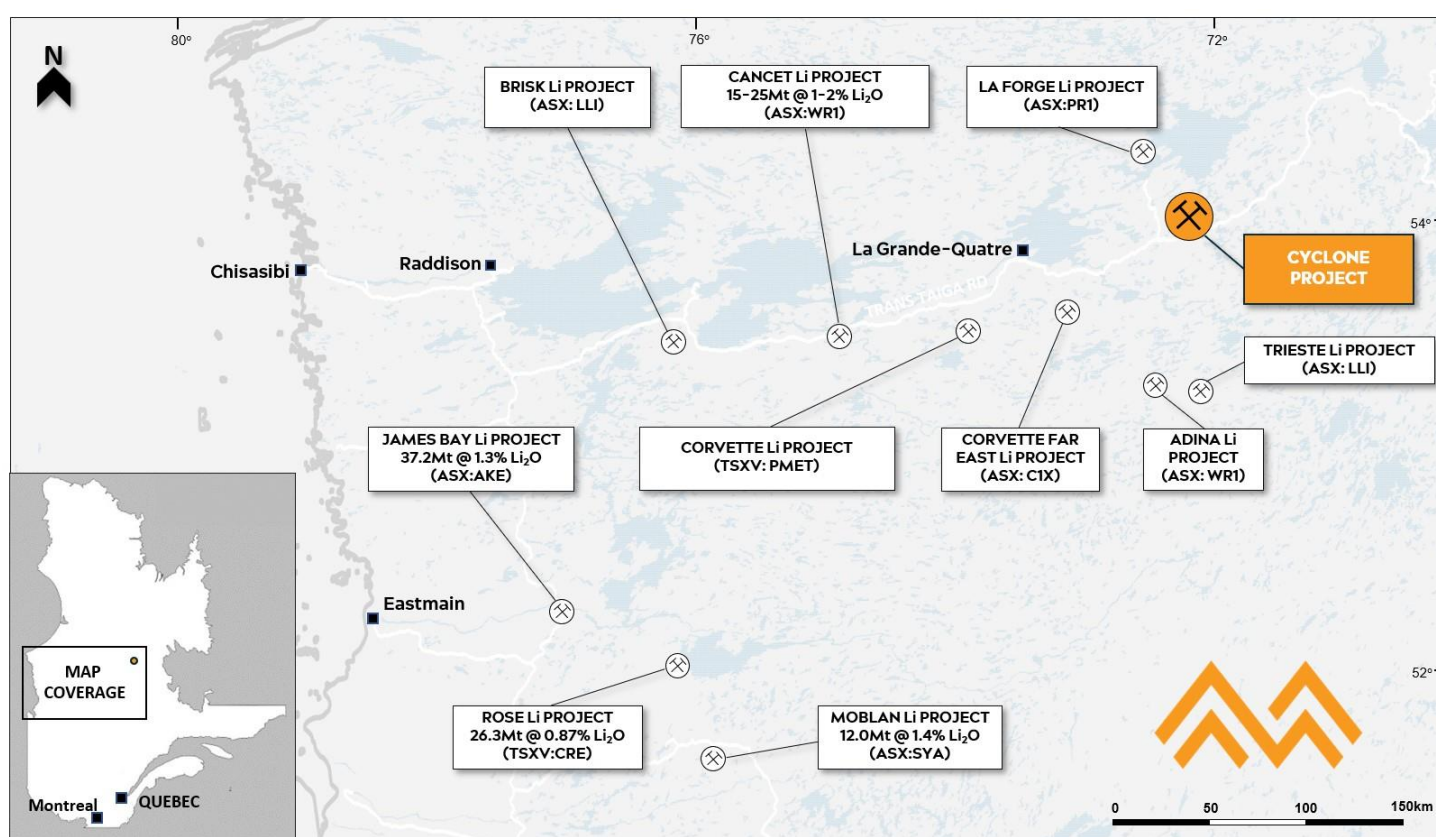 80°
76°
72°
N
BRISK Li PROJECT
(ASX: LLI)
CANCET Li PROJECT
15-25Mt @ 1-2% Li₂O
(ASX:WR1)
LA FORGE Li PROJECT
(ASX:PR1)
54°
La Grande-Quatre
CYCLONE
PROJECT
Chisasibi
Raddison
TRANS TAIGA RD
TRIESTE Li PROJECT
(ASX: LLI)
JAMES BAY Li PROJECT
37.2Mt @ 1.3% Li₂O
(ASX:AKE)
CORVETTE Li PROJECT
(TSXV: PMET)
CORVETTE FAR
EAST Li PROJECT
(ASX: C1X)
ADINA Li
PROJECT
(ASX: WR1)
Eastmain
MAP
COVERAGE
52°
ROSE Li PROJECT
26.3Mt @ 0.87% Li₂O
(TSXV:CRE)
MOBLAN Li PROJECT
12.0Mt @ 1.4% Li₂O
(ASX:SYA)
Montreal
QUEBEC
0 50 100 150km